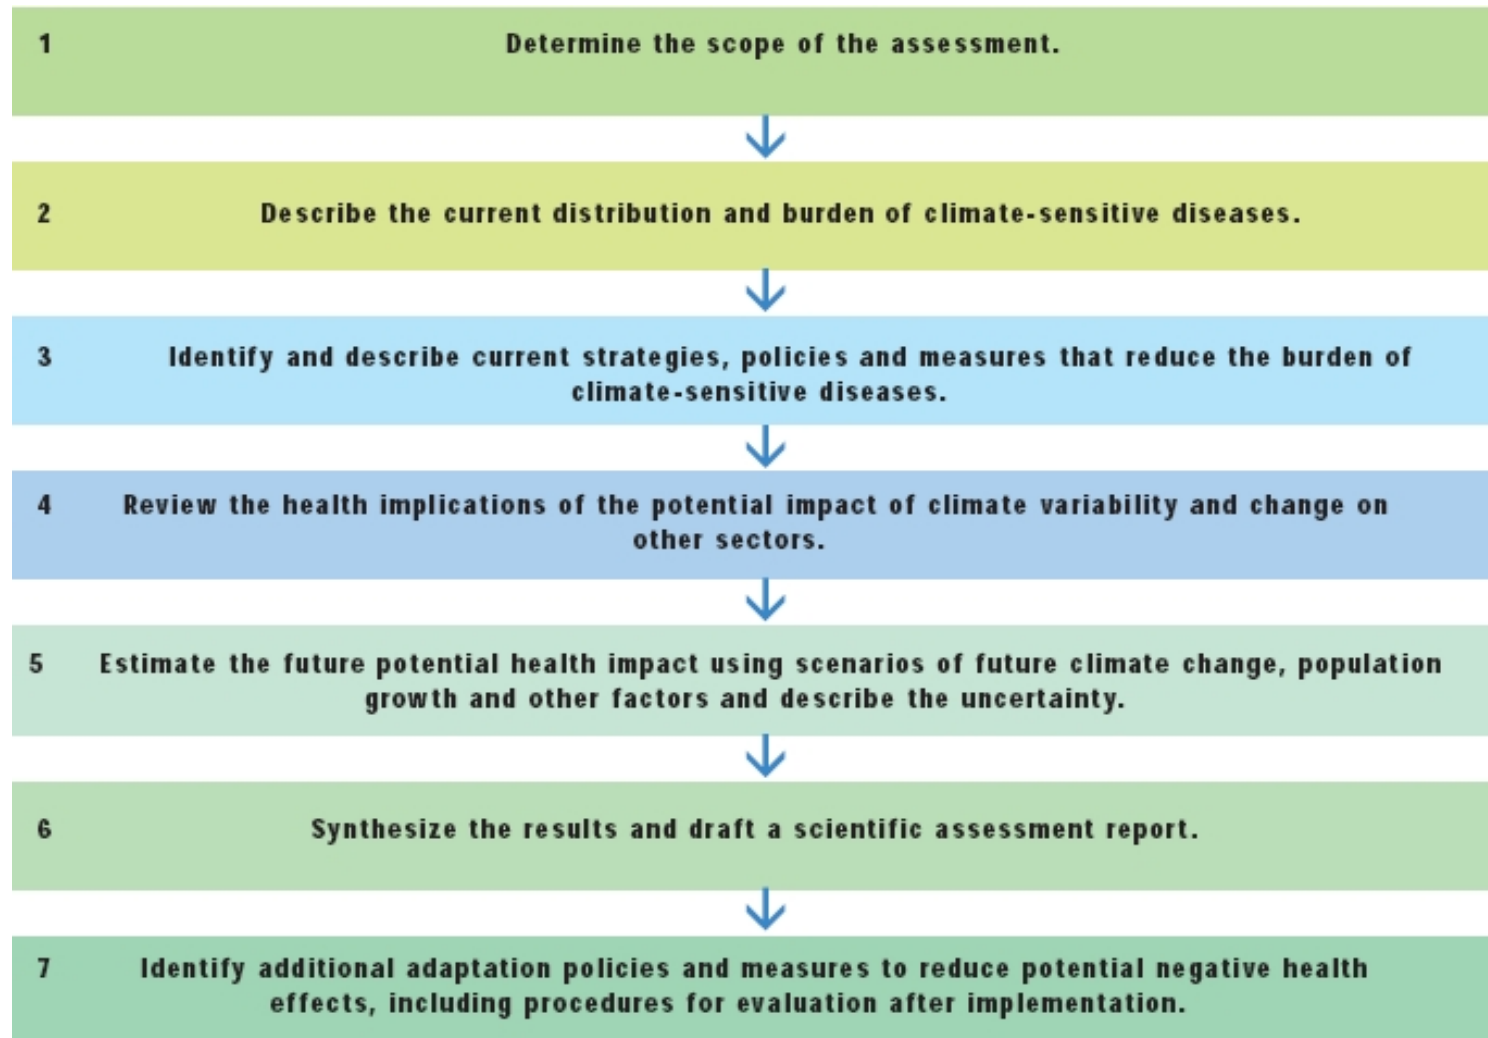 1 Determine the scope of the assessment.
2 Describe the current distribution and burden of climate-sensitive diseases.
3 Identify and describe current strategies, policies and measures that reduce the burden of
climate-sensitive diseases.
4 Review the health implications of the potential impact of climate variability and change on
other sectors.
5 Estimate the future potential health impact using scenarios of future climate change, population
growth and other factors and describe the uncertainty.
6 Synthesize the results and draft a scientific assessment report.
7 Identify additional adaptation policies and measures to reduce potential negative health
effects, including procedures for evaluation after implementation.